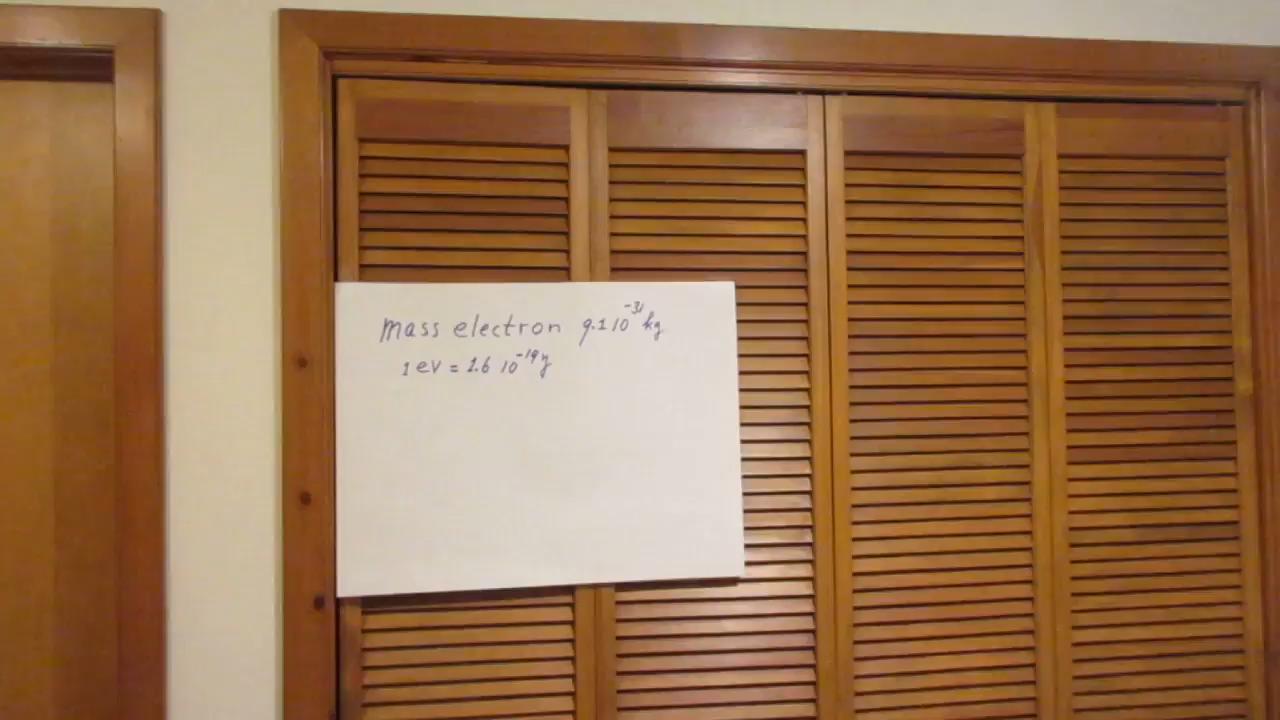 mass electron 9.1 10⁻³¹ kg
1 eV = 1.6 10⁻¹⁹ J